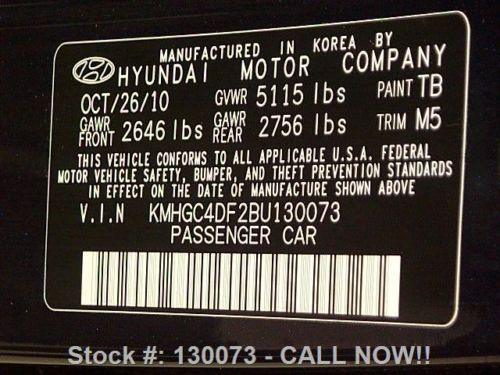 MANUFACTURED IN KOREA BY
HYUNDAI MOTOR COMPANY
OCT/26/10 GVWR 5115 lbs PAINT TB
GAWR FRONT 2646 lbs GAWR REAR 2756 lbs TRIM M5
THIS VEHICLE CONFORMS TO ALL APPLICABLE U.S.A. FEDERAL
MOTOR VEHICLE SAFETY, BUMPER, AND THEFT PREVENTION STANDARDS
IN EFFECT ON THE DATE OF MANUFACTURE SHOWN ABOVE
V.I.N KMHGC4DF2BU130073
PASSENGER CAR
Stock #: 130073 - CALL NOW!!